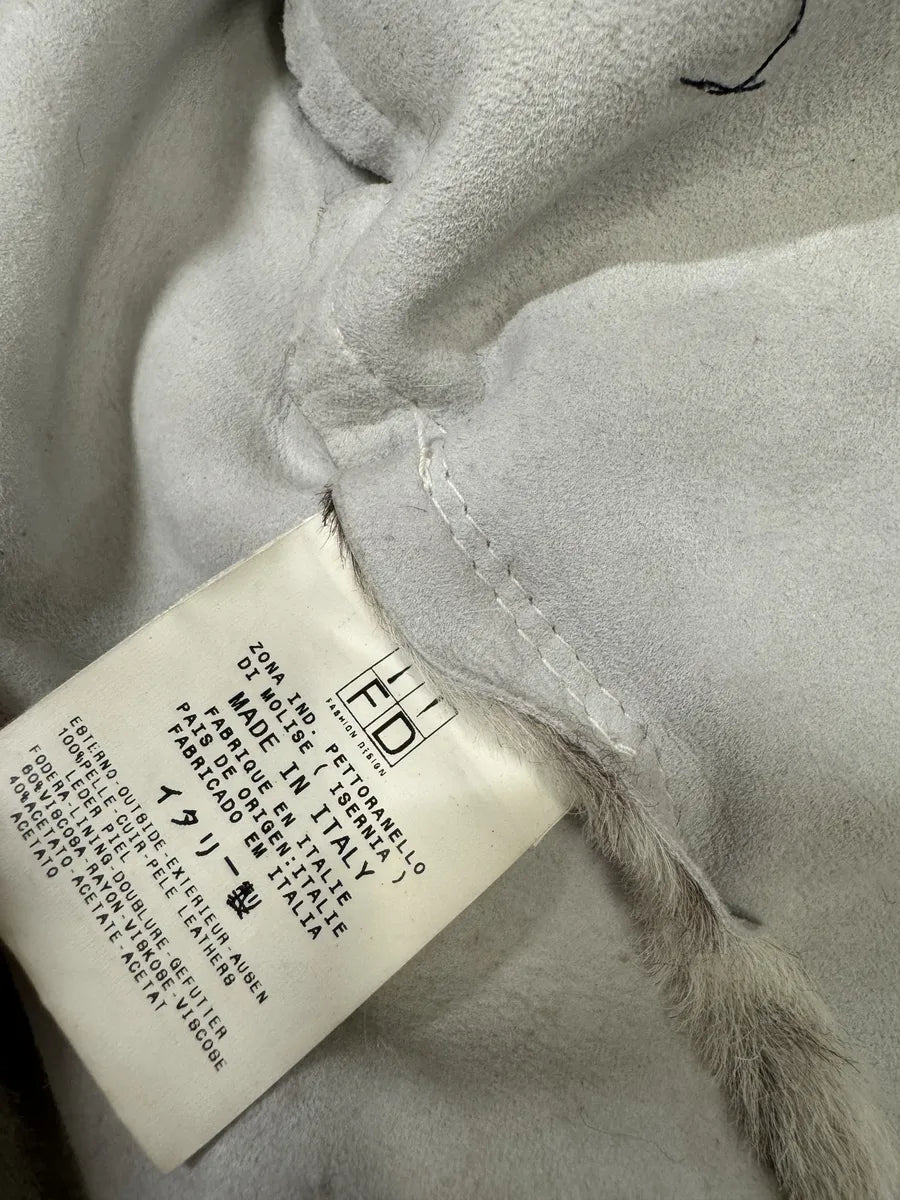 FD
FASHION DESIGN
ZONA IND. PETTORANELLO
DI MOLISE ( ISERNIA )
MADE IN ITALY
FABRIQUE EN ITALIE
PAIS DE ORIGEN:ITALIE
FABRICADO EM ITALIA
イタリー製
ESTERNO-OUTSIDE-EXTERIEUR-AUSEN
100%PELLE-CUIR-PELE LEATHERS
LEDER PIEL
FODERA-LINING-DOUBLURE-GEFUTTER
60%VISCOSA-RAYON-VISKOSE-VISCOSE
40%ACETATO-ACETATE-ACETAT
ACETATO